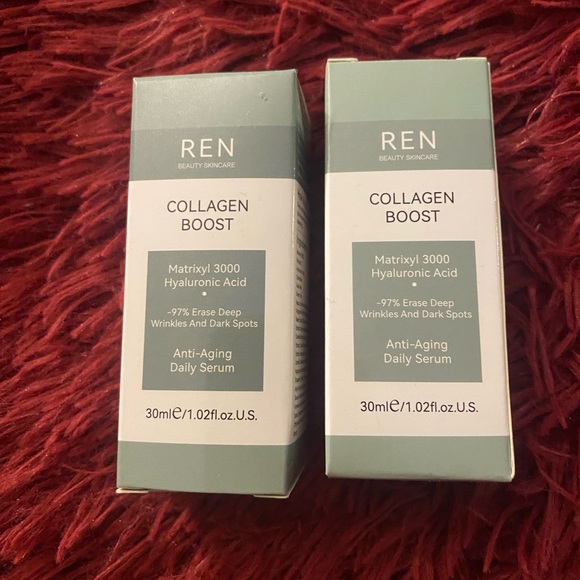 REN
BEAUTY SKINCARE
COLLAGEN
BOOST
Matrixyl 3000
Hyaluronic Acid
-97% Erase Deep
Wrinkles And Dark Spots
Anti-Aging
Daily Serum
30ml℮/1.02fl.oz.U.S.
REN
BEAUTY SKINCARE
COLLAGEN
BOOST
Matrixyl 3000
Hyaluronic Acid
-97% Erase Deep
Wrinkles And Dark Spots
Anti-Aging
Daily Serum
30ml℮/1.02fl.oz.U.S.